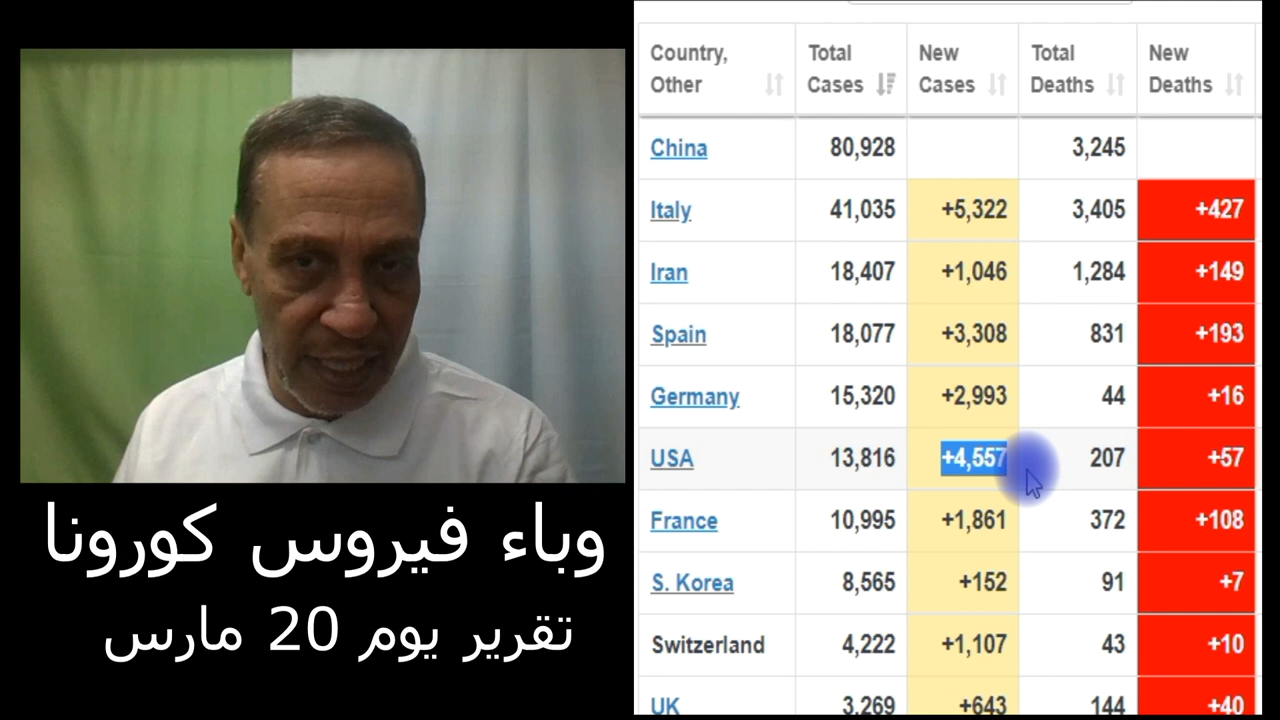 وباء فيروس كورونا
تقرير يوم 20 مارس
Country, Other Total Cases New Cases Total Deaths New Deaths
China 80,928 3,245
Italy 41,035 +5,322 3,405 +427
Iran 18,407 +1,046 1,284 +149
Spain 18,077 +3,308 831 +193
Germany 15,320 +2,993 44 +16
USA 13,816 +4,557 207 +57
France 10,995 +1,861 372 +108
S. Korea 8,565 +152 91 +7
Switzerland 4,222 +1,107 43 +10
UK 3,269 +643 144 +40